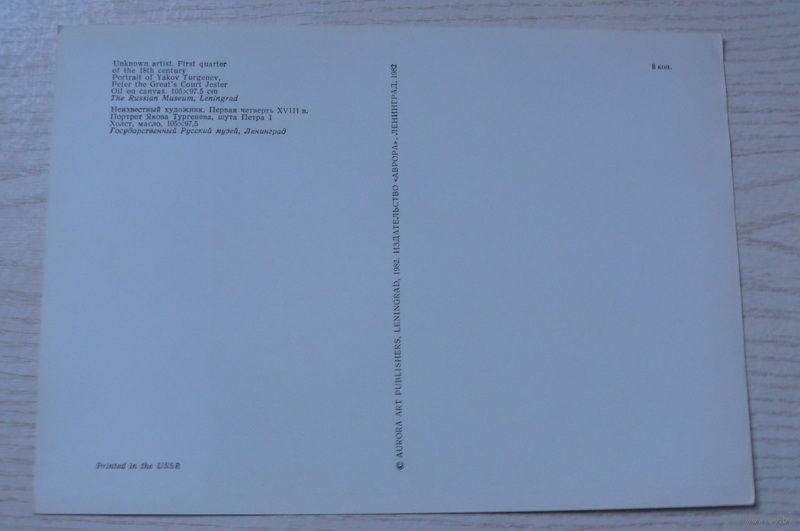 Unknown artist. First quarter
of the 18th century
Portrait of Yakov Turgenev,
Peter the Great's Court Jester
Oil on canvas. 105×97.5 cm
The Russian Museum, Leningrad
Неизвестный художник. Первая четверть XVIII в.
Портрет Якова Тургенева, шута Петра I
Холст, масло. 105×97,5
Государственный Русский музей, Ленинград
© AURORA ART PUBLISHERS, LENINGRAD, 1982. ИЗДАТЕЛЬСТВО «АВРОРА», ЛЕНИНГРАД, 1982
8 коп.
Printed in the USSR